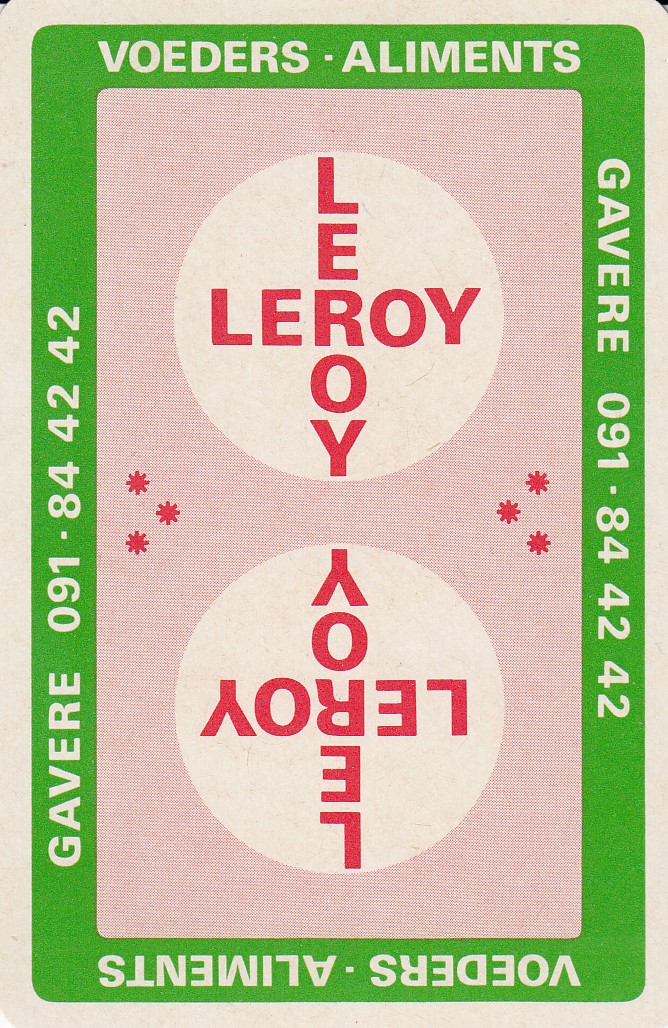 VOEDERS · ALIMENTS
GAVERE 091 · 84 42 42
LEROY
LEROY
GAVERE 091 · 84 42 42
LEROY
LEROY
VOEDERS · ALIMENTS